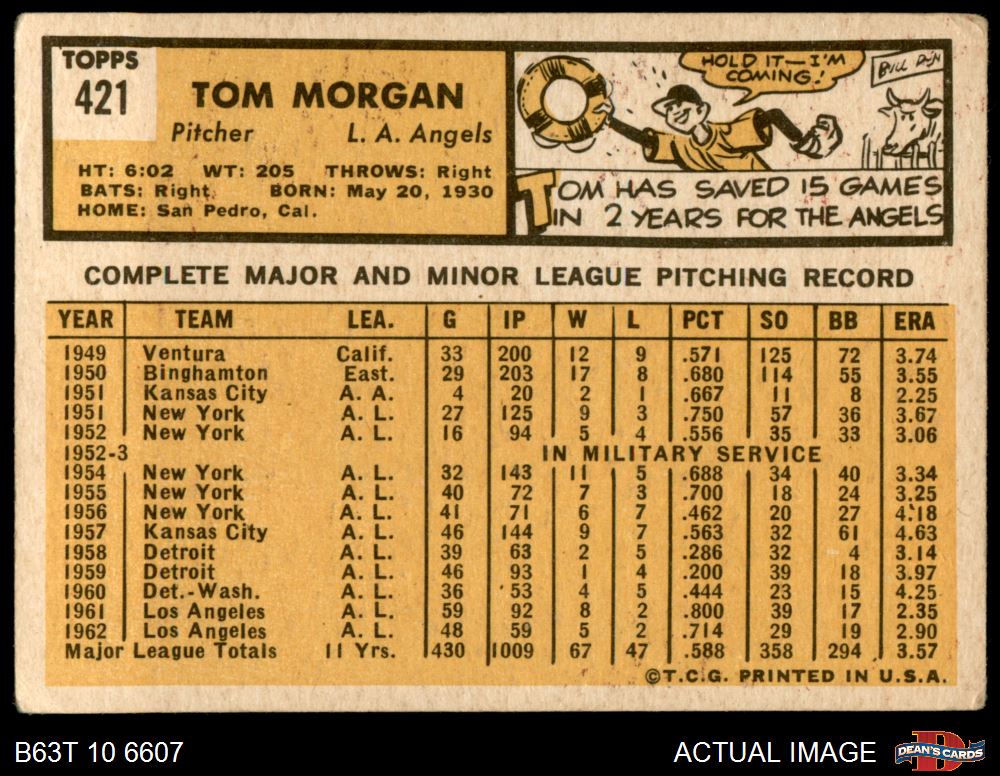 TOPPS
421
TOM MORGAN
Pitcher L. A. Angels
HT: 6:02 WT: 205 THROWS: Right
BATS: Right BORN: May 20, 1930
HOME: San Pedro, Cal.
HOLD IT—I'M
COMING!
BULL PEN
TOM HAS SAVED 15 GAMES
IN 2 YEARS FOR THE ANGELS
COMPLETE MAJOR AND MINOR LEAGUE PITCHING RECORD
YEAR TEAM LEA. G IP W L PCT SO BB ERA
1949 Ventura Calif. 33 200 12 9 .571 125 72 3.74
1950 Binghamton East. 29 203 17 8 .680 114 55 3.55
1951 Kansas City A. A. 4 20 2 1 .667 11 8 2.25
1951 New York A. L. 27 125 9 3 .750 57 36 3.67
1952 New York A. L. 16 94 5 4 .556 35 33 3.06
1952-3 IN MILITARY SERVICE
1954 New York A. L. 32 143 11 5 .688 34 40 3.34
1955 New York A. L. 40 72 7 3 .700 18 24 3.25
1956 New York A. L. 41 71 6 7 .462 20 27 4.18
1957 Kansas City A. L. 46 144 9 7 .563 32 61 4.63
1958 Detroit A. L. 39 63 2 5 .286 32 4 3.14
1959 Detroit A. L. 46 93 1 4 .200 39 18 3.97
1960 Det.-Wash. A. L. 36 53 4 5 .444 23 15 4.25
1961 Los Angeles A. L. 59 92 8 2 .800 39 17 2.35
1962 Los Angeles A. L. 48 59 5 2 .714 29 19 2.90
Major League Totals 11 Yrs. 430 1009 67 47 .588 358 294 3.57
©T.C.G. PRINTED IN U.S.A.
B63T 10 6607 ACTUAL IMAGE
DEAN'S CARDS